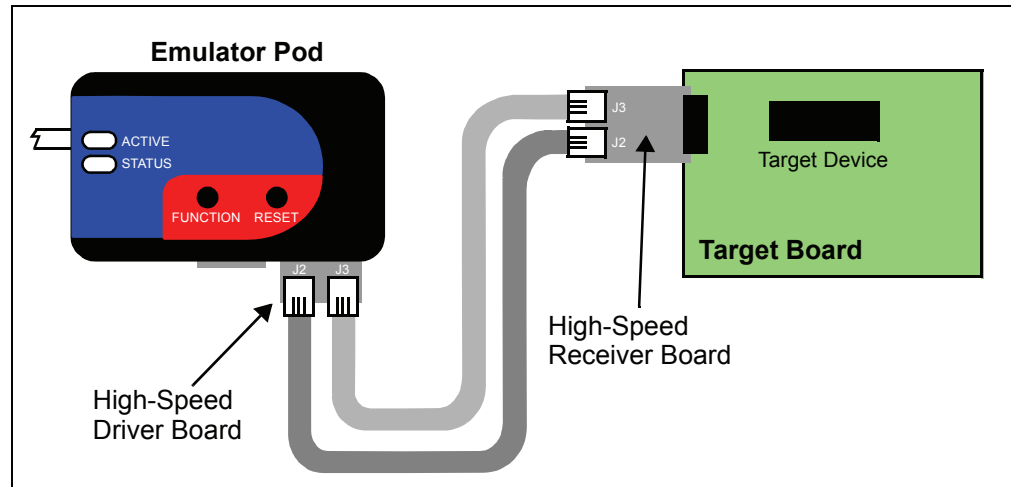 Emulator Pod
ACTIVE
STATUS
FUNCTION RESET
J2 J3
High-Speed
Driver Board
J3
J2
High-Speed
Receiver Board
Target Device
Target Board